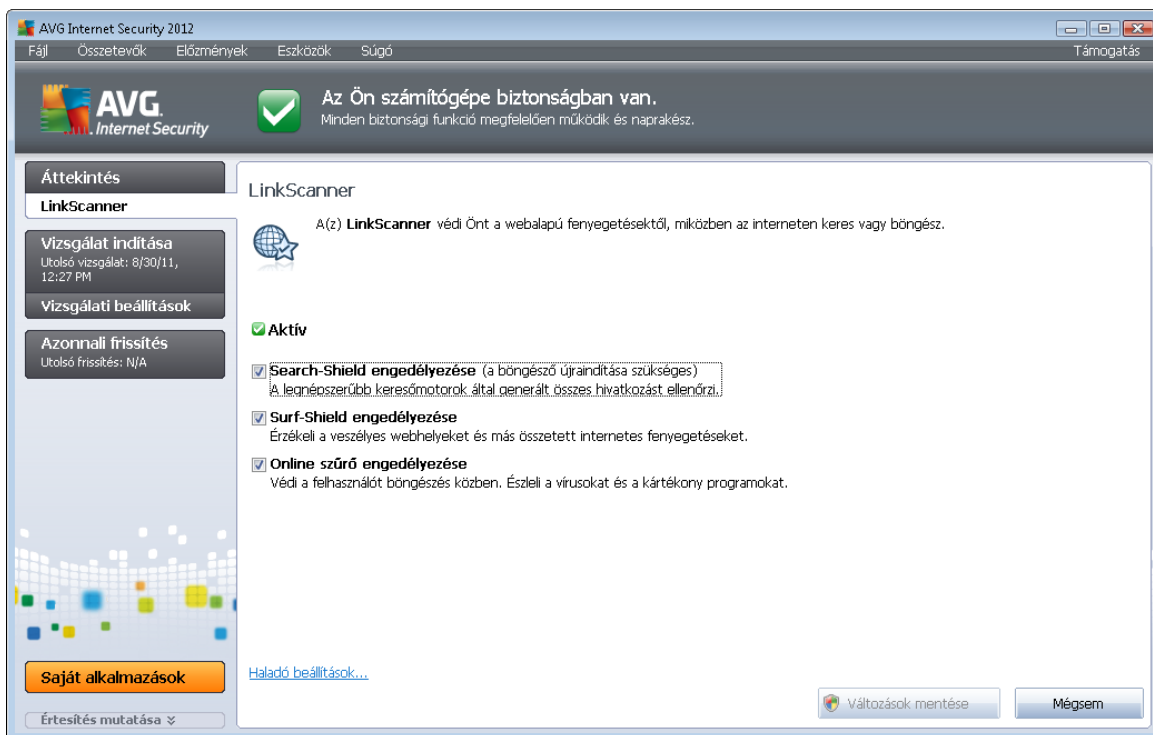 AVG Internet Security 2012
Fájl Összetevők Előzmények Eszközök Súgó Támogatás
AVG.
Internet Security
Az Ön számítógépe biztonságban van.
Minden biztonsági funkció megfelelően működik és naprakész.
Áttekintés
LinkScanner
Vizsgálat indítása
Utolsó vizsgálat: 8/30/11,
12:27 PM
Vizsgálati beállítások
Azonnali frissítés
Utolsó frissítés: N/A
LinkScanner
A(z) LinkScanner védi Önt a webalapú fenyegetésektől, miközben az interneten keres vagy böngész.
Aktív
Search-Shield engedélyezése (a böngésző újraindítása szükséges)
A legnépszerűbb keresőmotorok által generált összes hivatkozást ellenőrzi.
Surf-Shield engedélyezése
Érzékeli a veszélyes webhelyeket és más összetett internetes fenyegetéseket.
Online szűrő engedélyezése
Védi a felhasználót böngészés közben. Észleli a vírusokat és a kártékony programokat.
Saját alkalmazások
Értesítés mutatása
Haladó beállítások...
Változások mentése
Mégsem